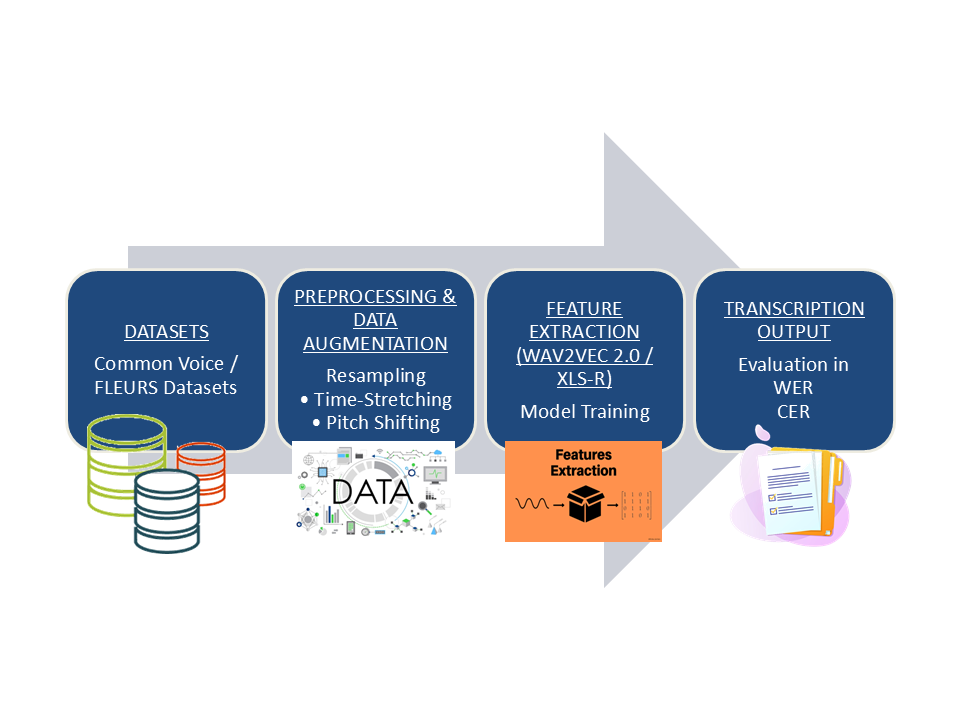 DATASETS
Common Voice /
FLEURS Datasets
PREPROCESSING &
DATA
AUGMENTATION
Resampling
• Time-Stretching
• Pitch Shifting
DATA
FEATURE
EXTRACTION
(WAV2VEC 2.0 /
XLS-R)
Model Training
Features
Extraction
TRANSCRIPTION
OUTPUT
Evaluation in
WER
CER